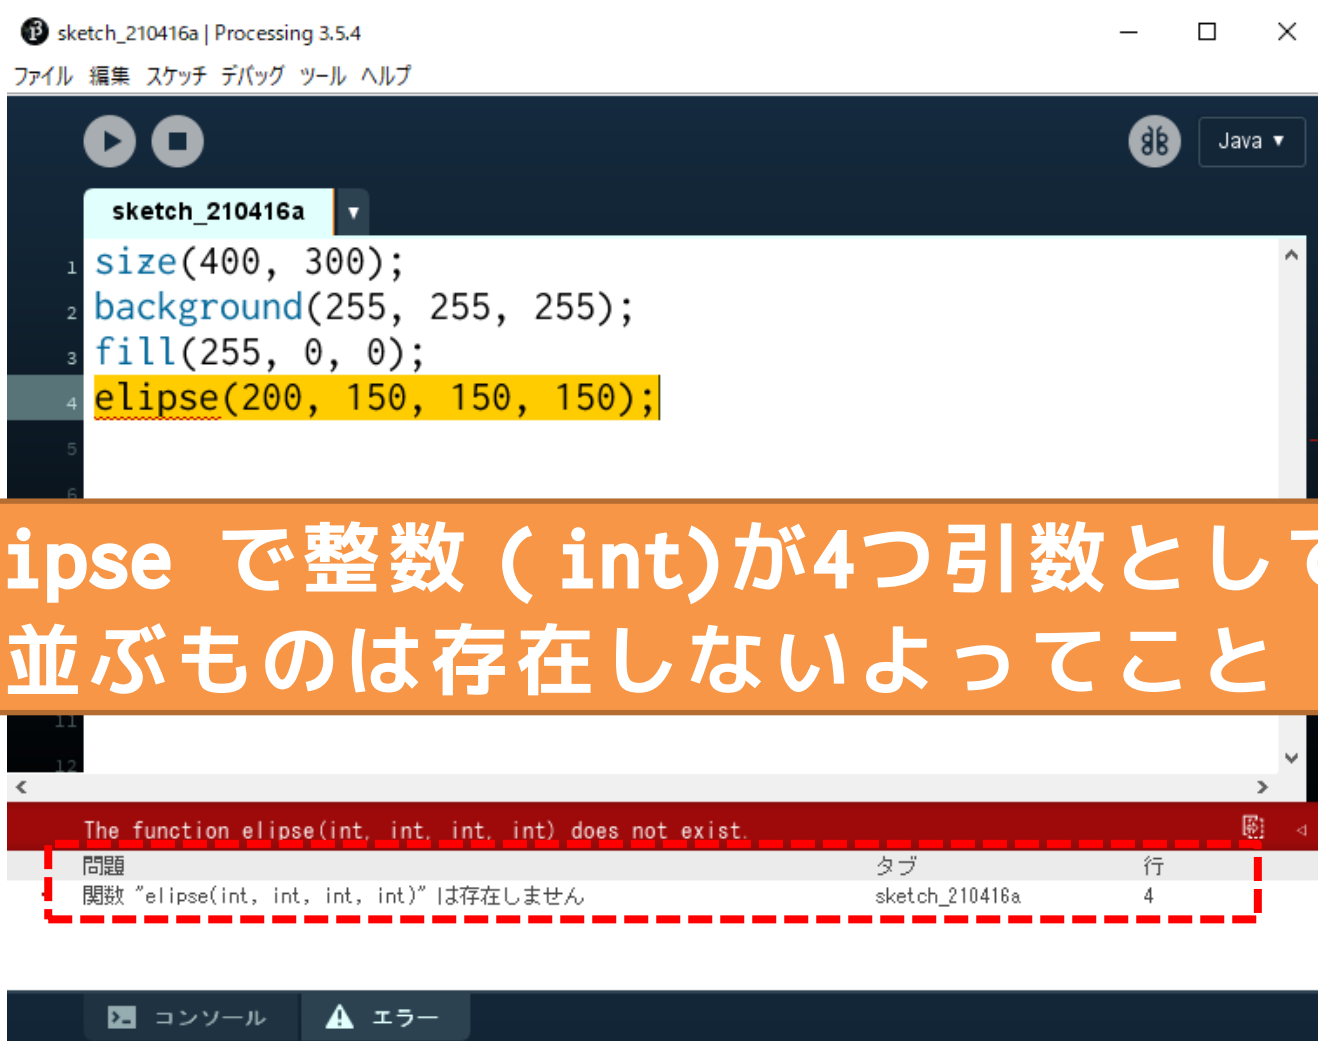 sketch_210416a | Processing 3.5.4
ファイル 編集 スケッチ デバッグ ツール ヘルプ
Java ▼
sketch_210416a ▼
1 size(400, 300);
2 background(255, 255, 255);
3 fill(255, 0, 0);
4 elipse(200, 150, 150, 150);
5
6
ipse で整数(int)が4つ引数として
並ぶものは存在しないよってこと
11
12
The function elipse(int, int, int, int) does not exist.
問題 タブ 行
関数 "elipse(int, int, int, int)" は存在しません sketch_210416a 4
コンソール エラー